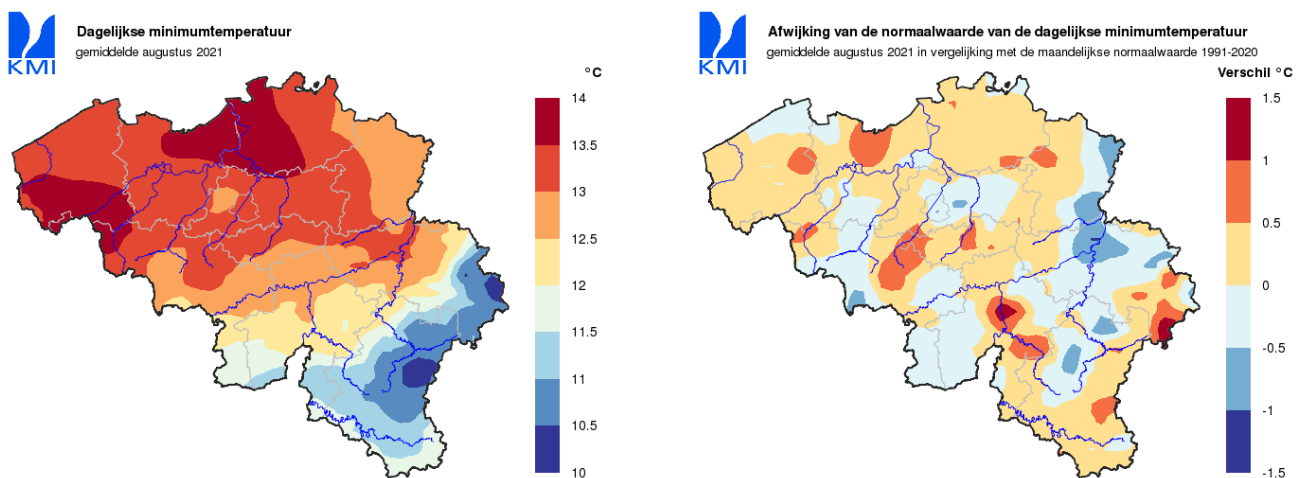 KMI
Dagelijkse minimumtemperatuur
gemiddelde augustus 2021
°C
14
13.5
13
12.5
12
11.5
11
10.5
10
KMI
Afwijking van de normaalwaarde van de dagelijkse minimumtemperatuur
gemiddelde augustus 2021 in vergelijking met de maandelijkse normaalwaarde 1991-2020
Verschil °C
1.5
1
0.5
0
-0.5
-1
-1.5